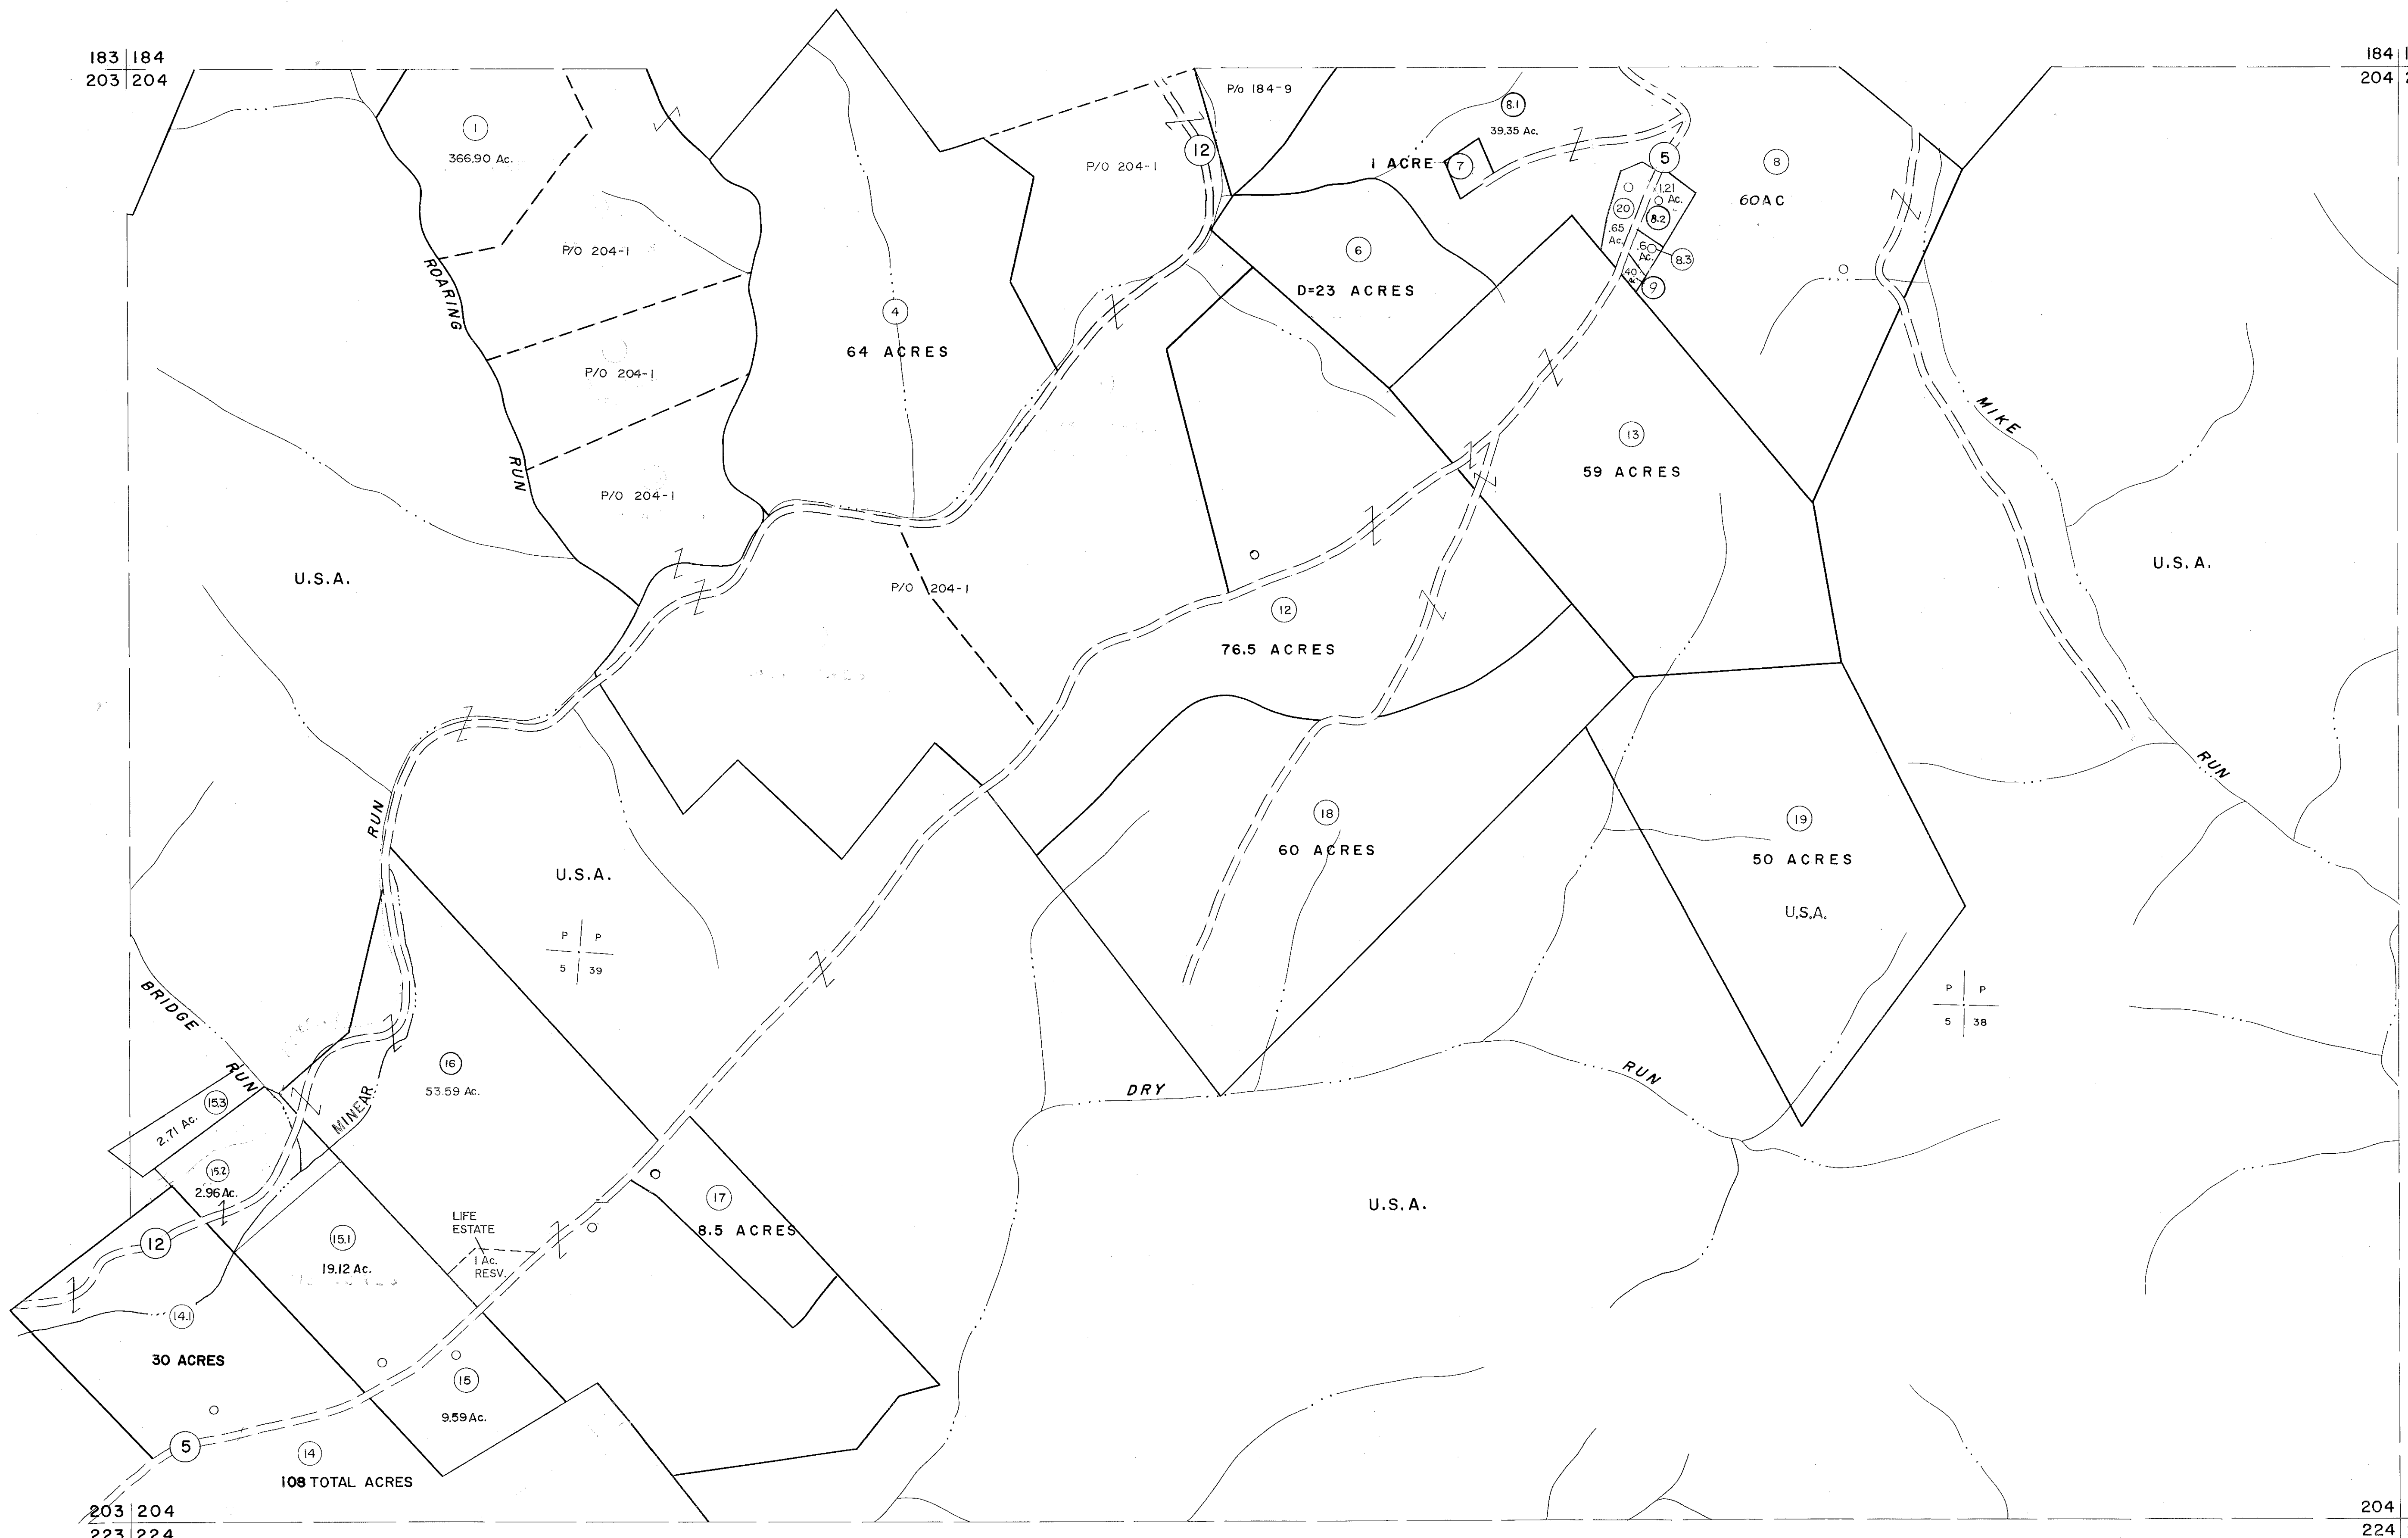 183 184
203 204
184
204
P/o 184-9
8.1
39.35 Ac.
1
366.90 Ac.
12
P/O 204-1
1 ACRE
7
5
8
60AC
1.21
Ac.
20
8.2
.65
Ac.
.6
Ac.
8.3
.40
9
P/O 204-1
6
D=23 ACRES
ROARING
RUN
4
64 ACRES
P/O 204-1
MIKE
RUN
13
59 ACRES
P/O 204-1
U.S.A.
U.S.A.
P/O 204-1
12
76.5 ACRES
RUN
18
60 ACRES
19
50 ACRES
U.S.A.
U.S.A.
P P
5 39
P P
5 38
BRIDGE
RUN
16
53.59 Ac.
MINEAR
DRY
RUN
15.3
2.71 Ac.
15.2
2.96 Ac.
17
8.5 ACRES
U.S.A.
LIFE
ESTATE
1 Ac.
RESV.
12
15.1
19.12 Ac.
14.1
30 ACRES
15
9.59 Ac.
5
14
108 TOTAL ACRES
203 204
223 224
204
224